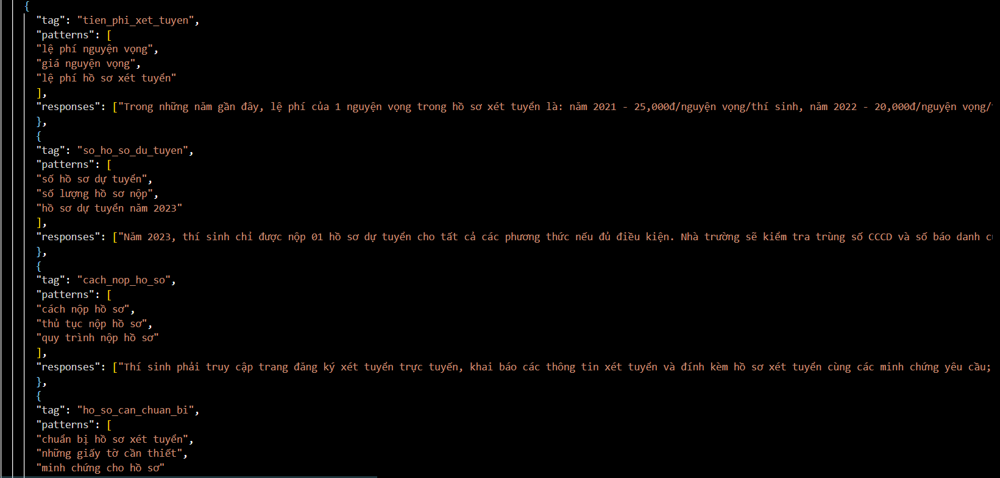 {
"tag": "tien_phi_xet_tuyen",
"patterns": [
"lệ phí nguyện vọng",
"giá nguyện vọng",
"lệ phí hồ sơ xét tuyển"
],
"responses": ["Trong những năm gần đây, lệ phí của 1 nguyện vọng trong hồ sơ xét tuyển là: năm 2021 - 25,000đ/nguyện vọng/thí sinh, năm 2022 - 20,000đ/nguyện vọng/
},
{
"tag": "so_ho_so_du_tuyen",
"patterns": [
"số hồ sơ dự tuyển",
"số lượng hồ sơ nộp",
"hồ sơ dự tuyển năm 2023"
],
"responses": ["Năm 2023, thí sinh chỉ được nộp 01 hồ sơ dự tuyển cho tất cả các phương thức nếu đủ điều kiện. Nhà trường sẽ kiểm tra trùng số CCCD và số báo danh
},
{
"tag": "cach_nop_ho_so",
"patterns": [
"cách nộp hồ sơ",
"thủ tục nộp hồ sơ",
"quy trình nộp hồ sơ"
],
"responses": ["Thí sinh phải truy cập trang đăng ký xét tuyển trực tuyến, khai báo các thông tin xét tuyển và đính kèm hồ sơ xét tuyển cùng các minh chứng yêu cầu;
},
{
"tag": "ho_so_can_chuan_bi",
"patterns": [
"chuẩn bị hồ sơ xét tuyển",
"những giấy tờ cần thiết",
"minh chứng cho hồ sơ"